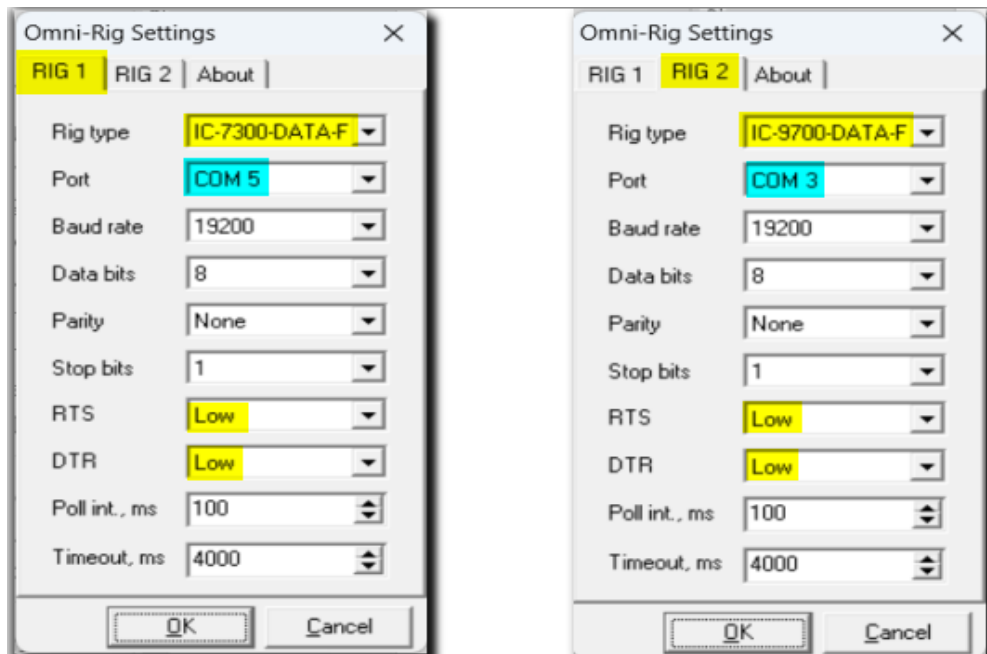 Omni-Rig Settings
RIG 1 RIG 2 About
Rig type IC-7300-DATA-F
Port COM 5
Baud rate 19200
Data bits 8
Parity None
Stop bits 1
RTS Low
DTR Low
Poll int., ms 100
Timeout, ms 4000
OK Cancel
Omni-Rig Settings
RIG 1 RIG 2 About
Rig type IC-9700-DATA-F
Port COM 3
Baud rate 19200
Data bits 8
Parity None
Stop bits 1
RTS Low
DTR Low
Poll int., ms 100
Timeout, ms 4000
OK Cancel